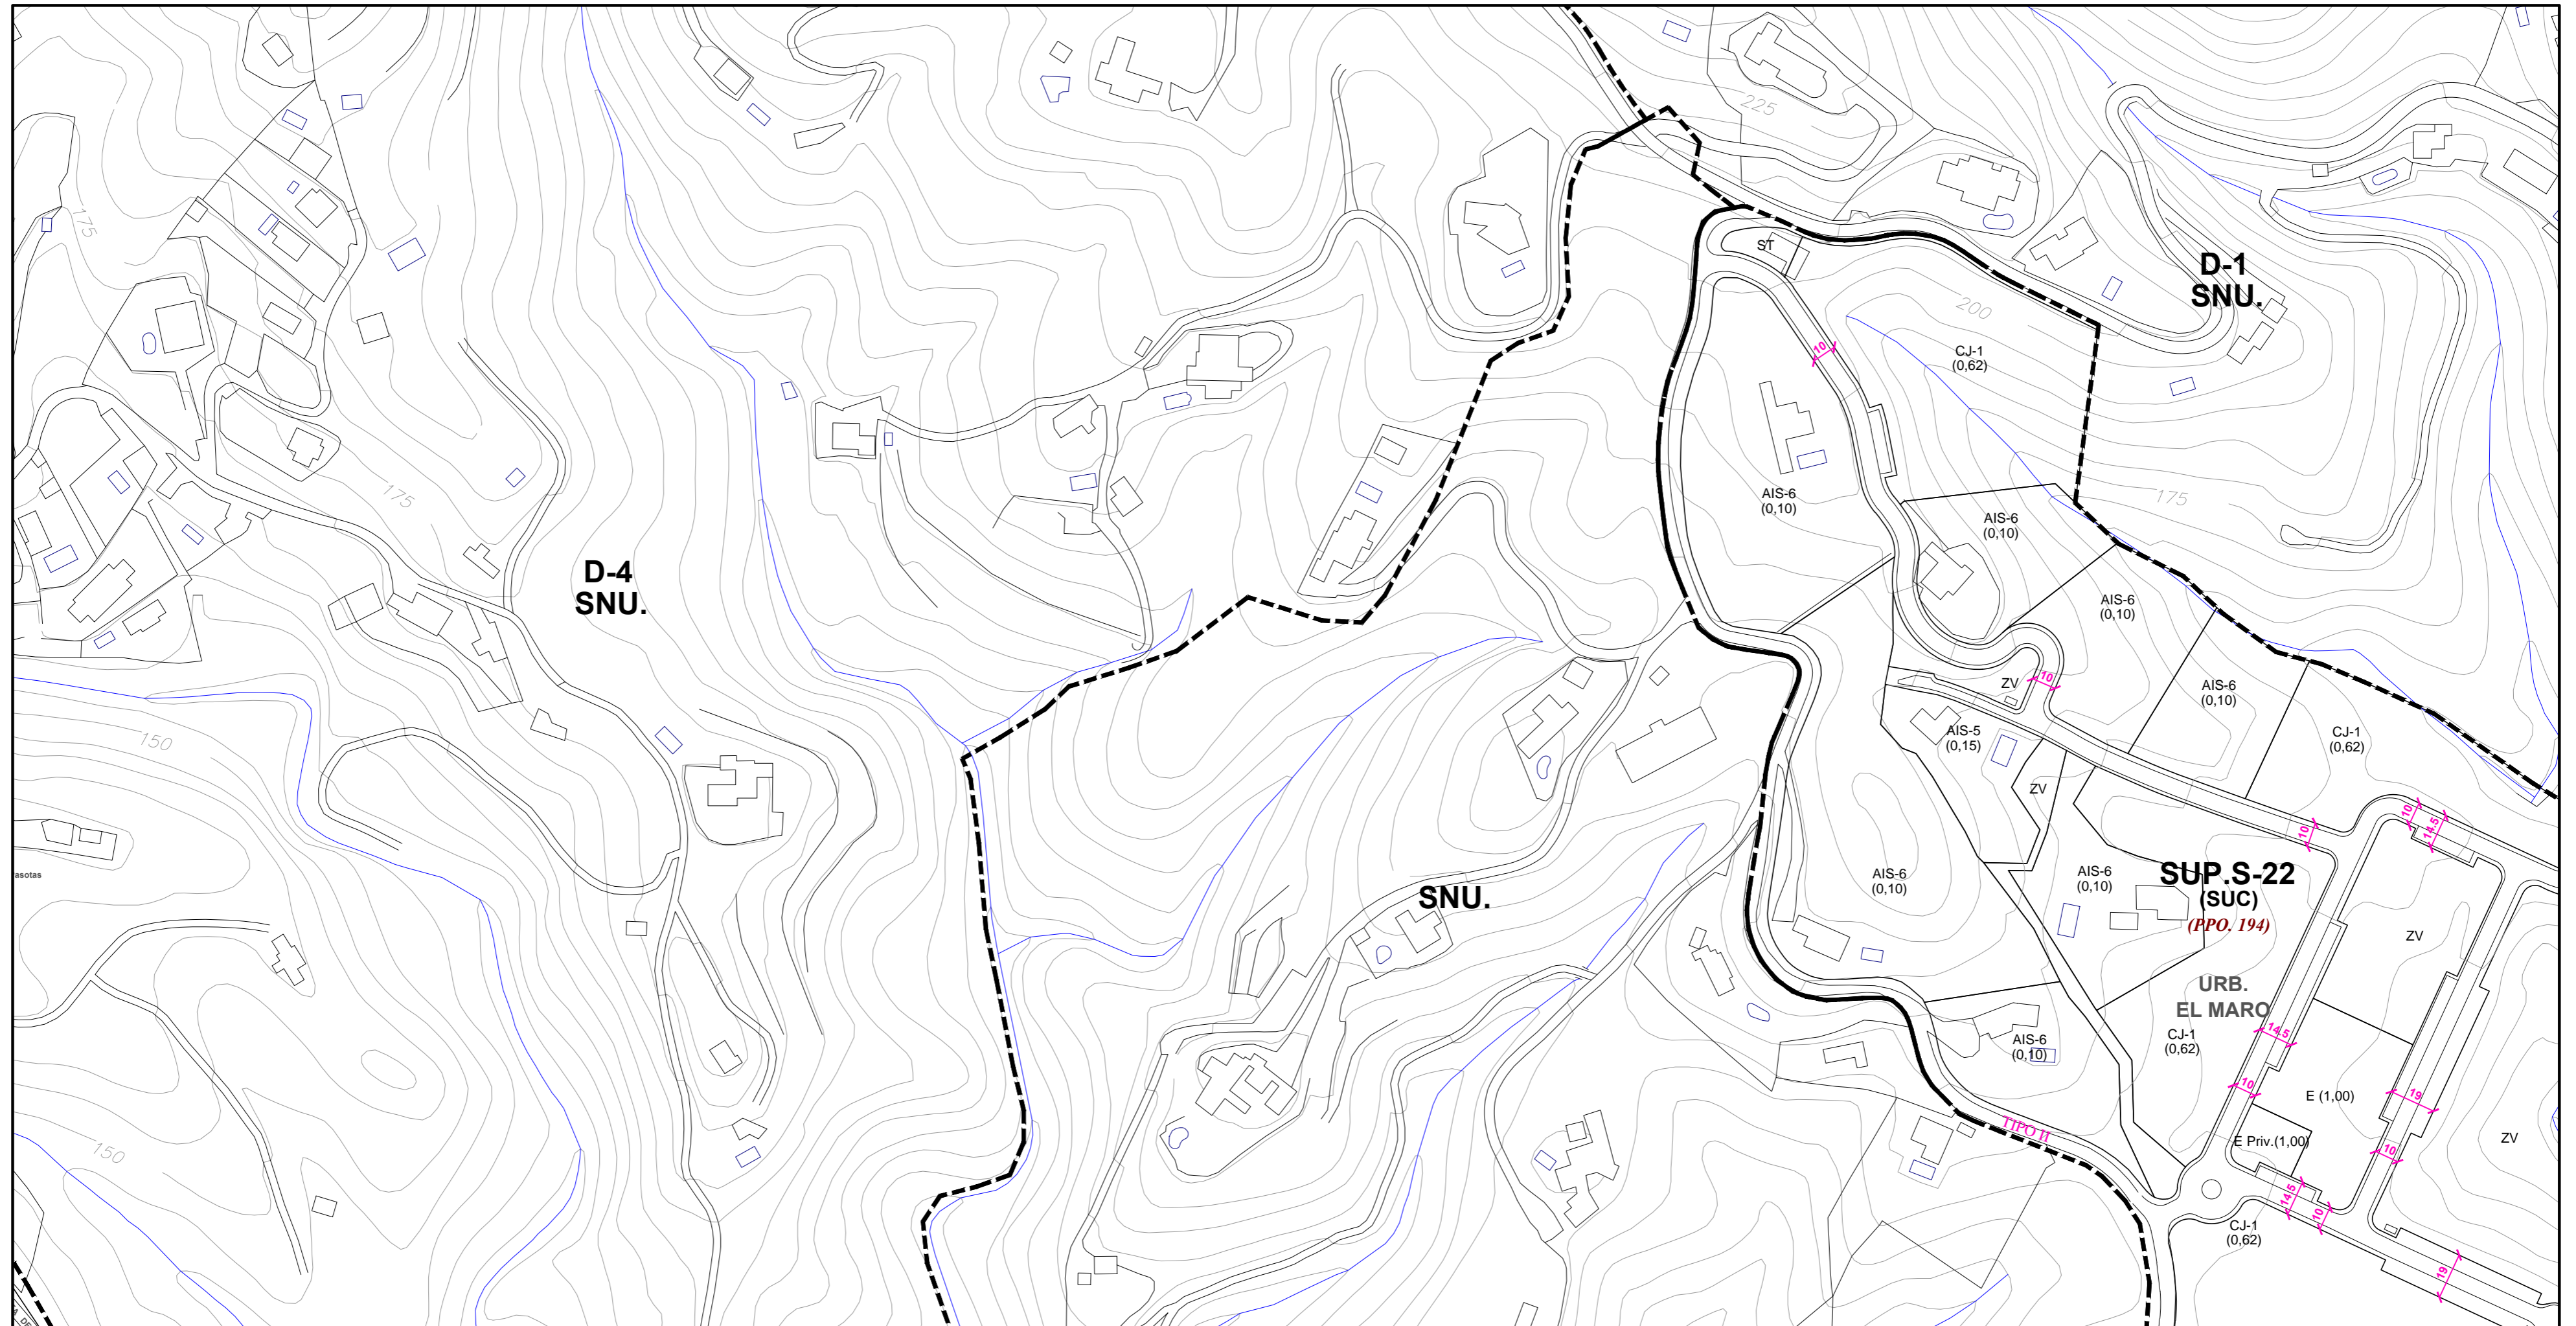 225
175
ST
D-1
SNU.
200
10
CJ-1
(0,62)
175
175
AIS-6
(0,10)
AIS-6
(0,10)
D-4
SNU.
AIS-6
(0,10)
ZV
10
AIS-6
(0,10)
150
AIS-5
(0,15)
CJ-1
(0,62)
ZV
10
14.5
10
asotas
AIS-6
(0,10)
AIS-6
(0,10)
SUP.S-22
(SUC)
(PPO. 194)
SNU.
ZV
URB.
EL MARO
14.5
CJ-1
(0,62)
AIS-6
(0,10)
10
E (1,00)
19
TIPO II
150
E Priv.(1,00)
10
ZV
14.5
10
CJ-1
(0,62)
19
DE